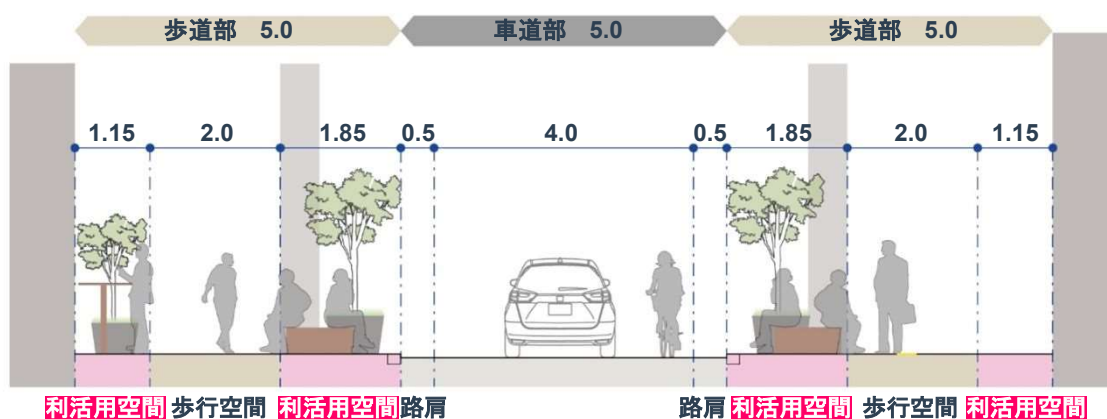 歩道部 5.0 車道部 5.0 歩道部 5.0
1.15 2.0 1.85 0.5 4.0 0.5 1.85 2.0 1.15
利活用空間 歩行空間 利活用空間 路肩 路肩 利活用空間 歩行空間 利活用空間